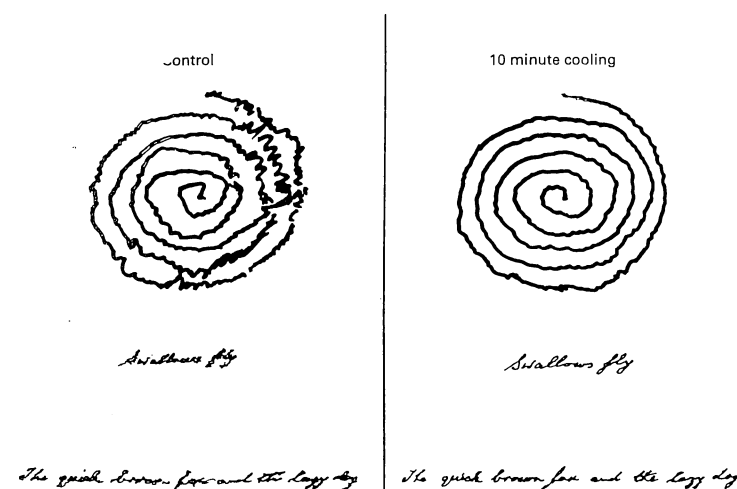 Control
10 minute cooling
Swallows fly
Swallows fly
The quick brown fox and the lazy dog
The quick brown fox and the lazy dog